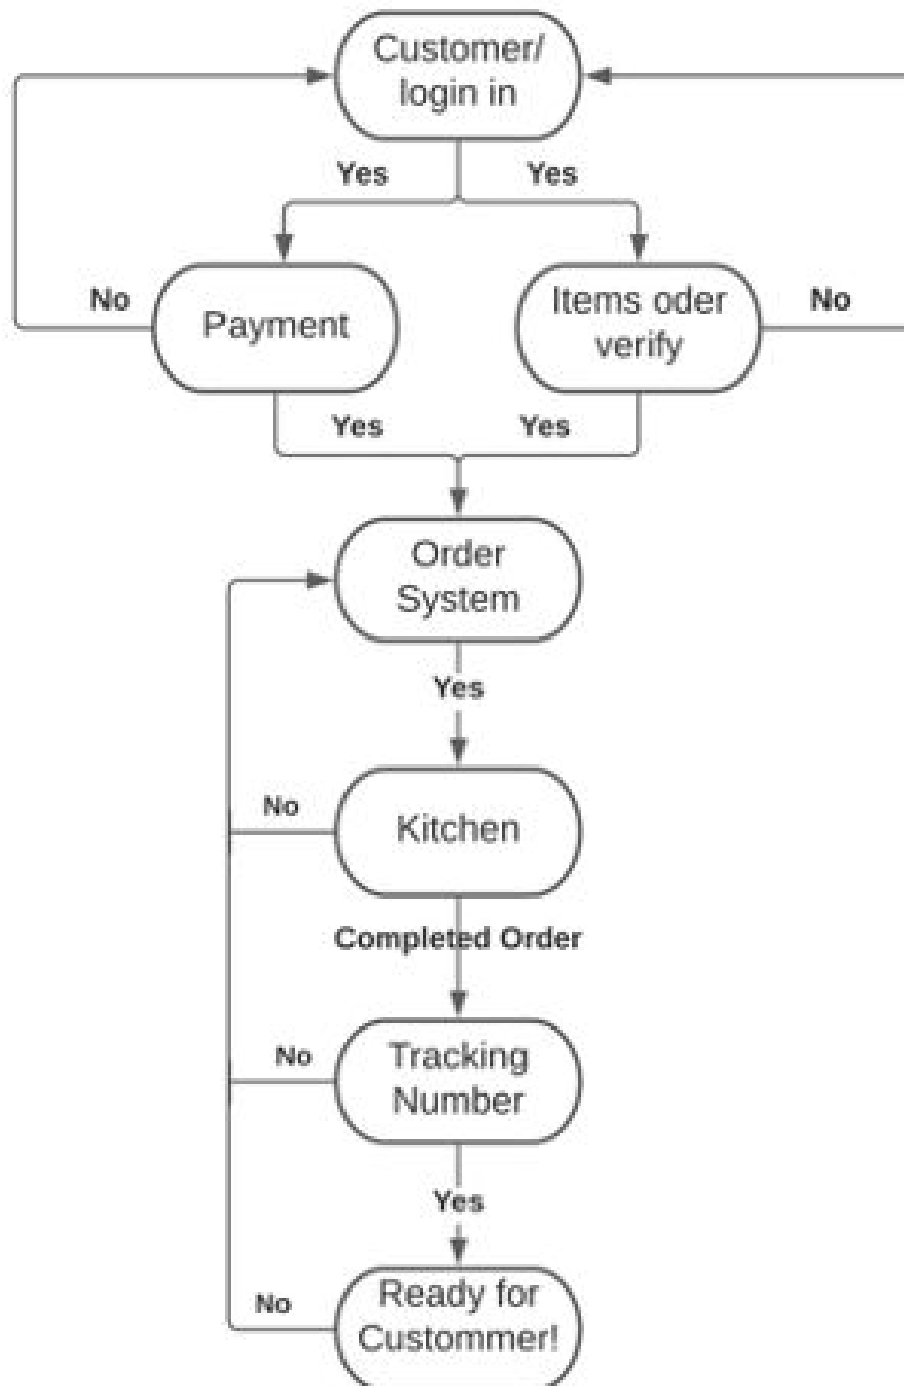 Customer/
login in
Yes
Yes
No
Payment
Items oder
verify
No
Yes
Yes
Order
System
Yes
No
Kitchen
Completed Order
No
Tracking
Number
Yes
No
Ready for
Custommer!